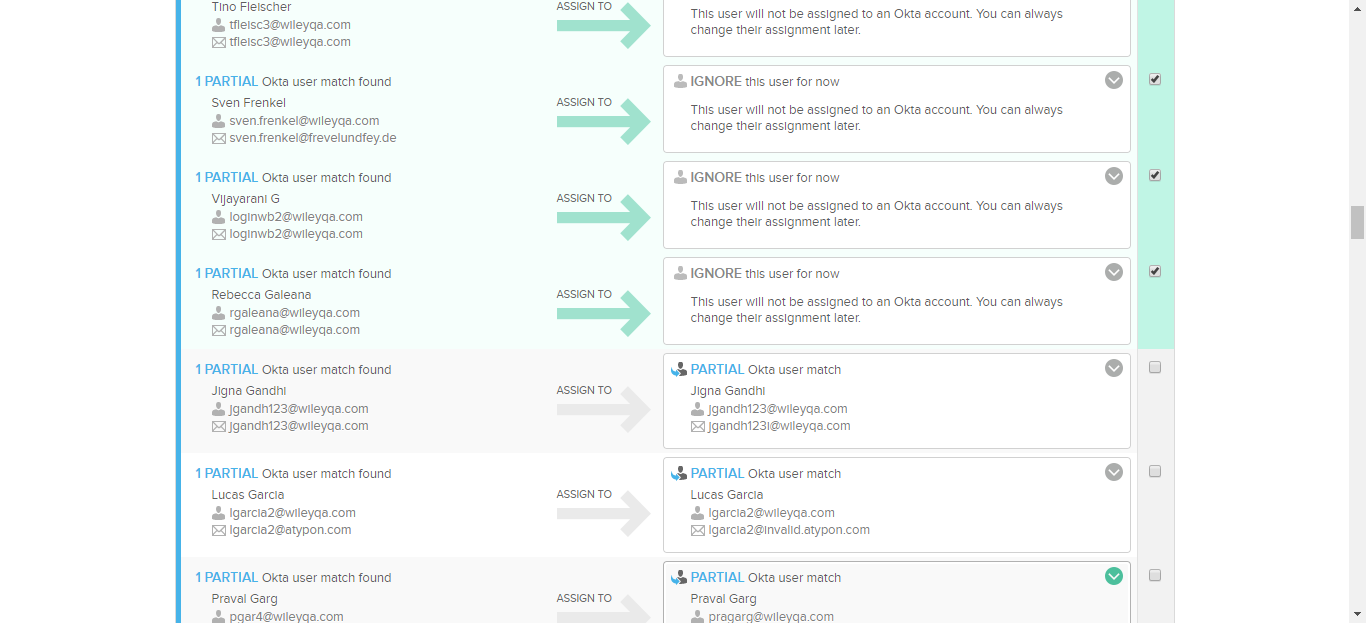 Tino Fleischer
tfleisc3@wileyqa.com
tfleisc3@wileyqa.com
ASSIGN TO
This user will not be assigned to an Okta account. You can always
change their assignment later.
1 PARTIAL Okta user match found
Sven Frenkel
sven.frenkel@wileyqa.com
sven.frenkel@frevelundfey.de
ASSIGN TO
IGNORE this user for now
This user will not be assigned to an Okta account. You can always
change their assignment later.
1 PARTIAL Okta user match found
Vijayarani G
loginwb2@wileyqa.com
loginwb2@wileyqa.com
ASSIGN TO
IGNORE this user for now
This user will not be assigned to an Okta account. You can always
change their assignment later.
1 PARTIAL Okta user match found
Rebecca Galeana
rgaleana@wileyqa.com
rgaleana@wileyqa.com
ASSIGN TO
IGNORE this user for now
This user will not be assigned to an Okta account. You can always
change their assignment later.
1 PARTIAL Okta user match found
Jigna Gandhi
jgandh123@wileyqa.com
jgandh123@wileyqa.com
ASSIGN TO
PARTIAL Okta user match
Jigna Gandhi
jgandh123@wileyqa.com
jgandh123i@wileyqa.com
1 PARTIAL Okta user match found
Lucas Garcia
lgarcia2@wileyqa.com
lgarcia2@atypon.com
ASSIGN TO
PARTIAL Okta user match
Lucas Garcia
lgarcia2@wileyqa.com
lgarcia2@invalid.atypon.com
1 PARTIAL Okta user match found
Praval Garg
pgar4@wileyqa.com
ASSIGN TO
PARTIAL Okta user match
Praval Garg
pragarg@wileyqa.com